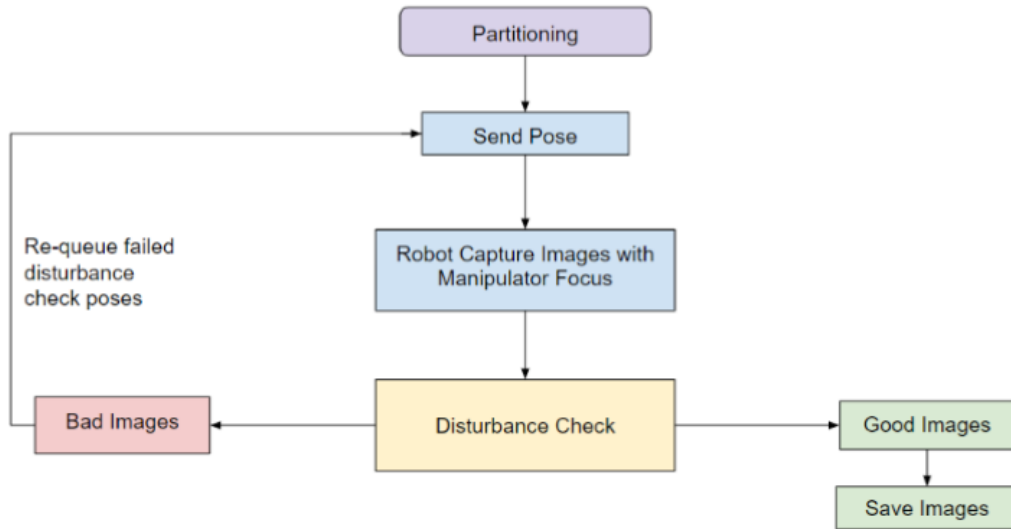 Partitioning
Send Pose
Re-queue failed
disturbance
check poses
Robot Capture Images with
Manipulator Focus
Bad Images
Disturbance Check
Good Images
Save Images